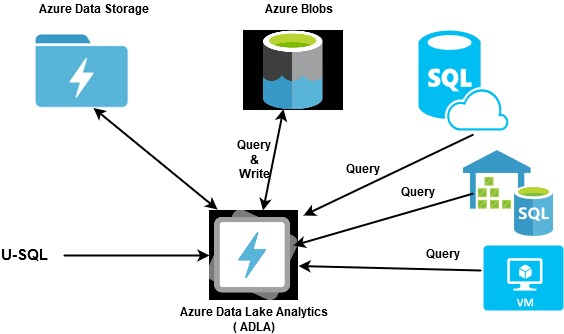 Azure Data Storage
Azure Blobs
SQL
Query
&
Write
Query
Query
SQL
U-SQL
Query
VM
Azure Data Lake Analytics
( ADLA)